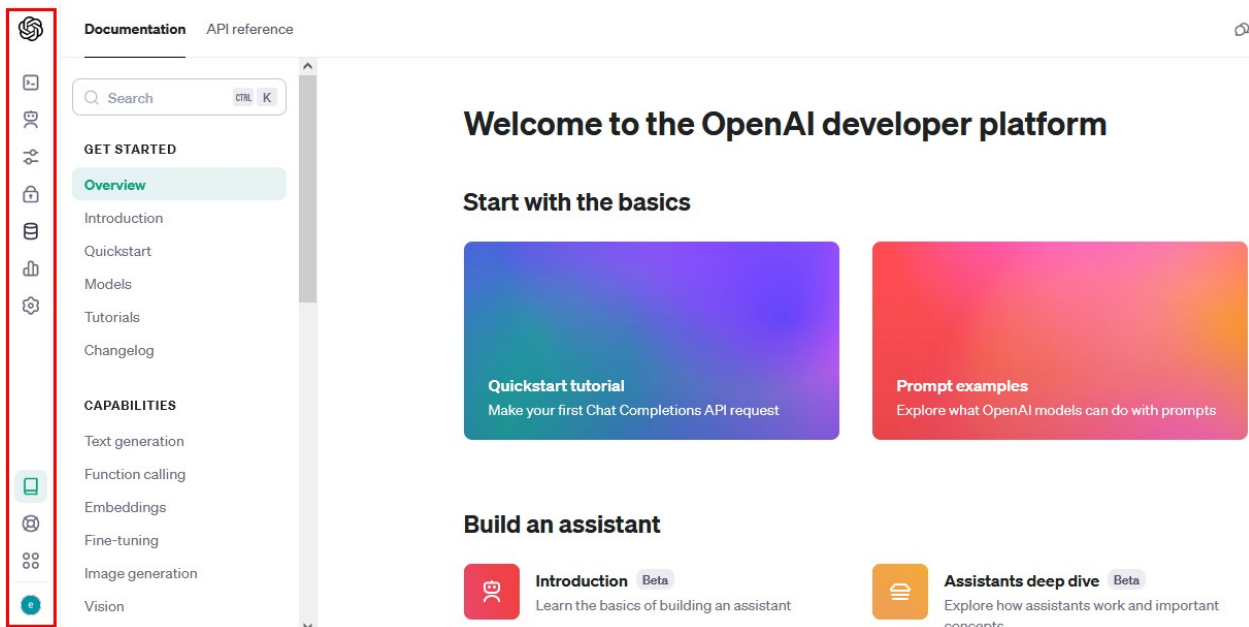 Documentation API reference
Search CTRL K
GET STARTED
Overview
Introduction
Quickstart
Models
Tutorials
Changelog
CAPABILITIES
Text generation
Function calling
Embeddings
Fine-tuning
Image generation
Vision
e
Welcome to the OpenAI developer platform
Start with the basics
Quickstart tutorial
Make your first Chat Completions API request
Prompt examples
Explore what OpenAI models can do with prompts
Build an assistant
Introduction Beta
Learn the basics of building an assistant
Assistants deep dive Beta
Explore how assistants work and important
concepts